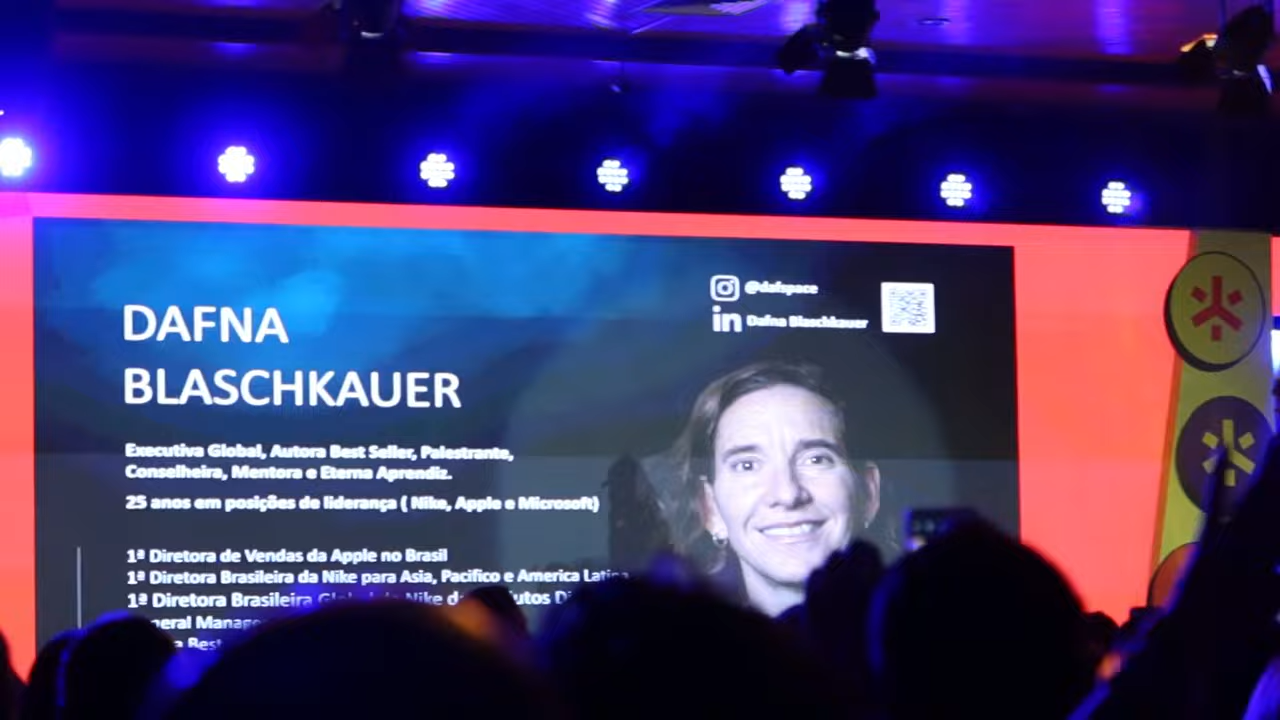 @dafspace
in Dafna Blaschkauer
DAFNA
BLASCHKAUER
Executiva Global, Autora Best Seller, Palestrante,
Conselheira, Mentora e Eterna Aprendiz.
25 anos em posições de liderança ( Nike, Apple e Microsoft)
1ª Diretora de Vendas da Apple no Brasil
1ª Diretora Brasileira da Nike para Asia, Pacifico e America Latina
1ª Diretora Brasileira Nike